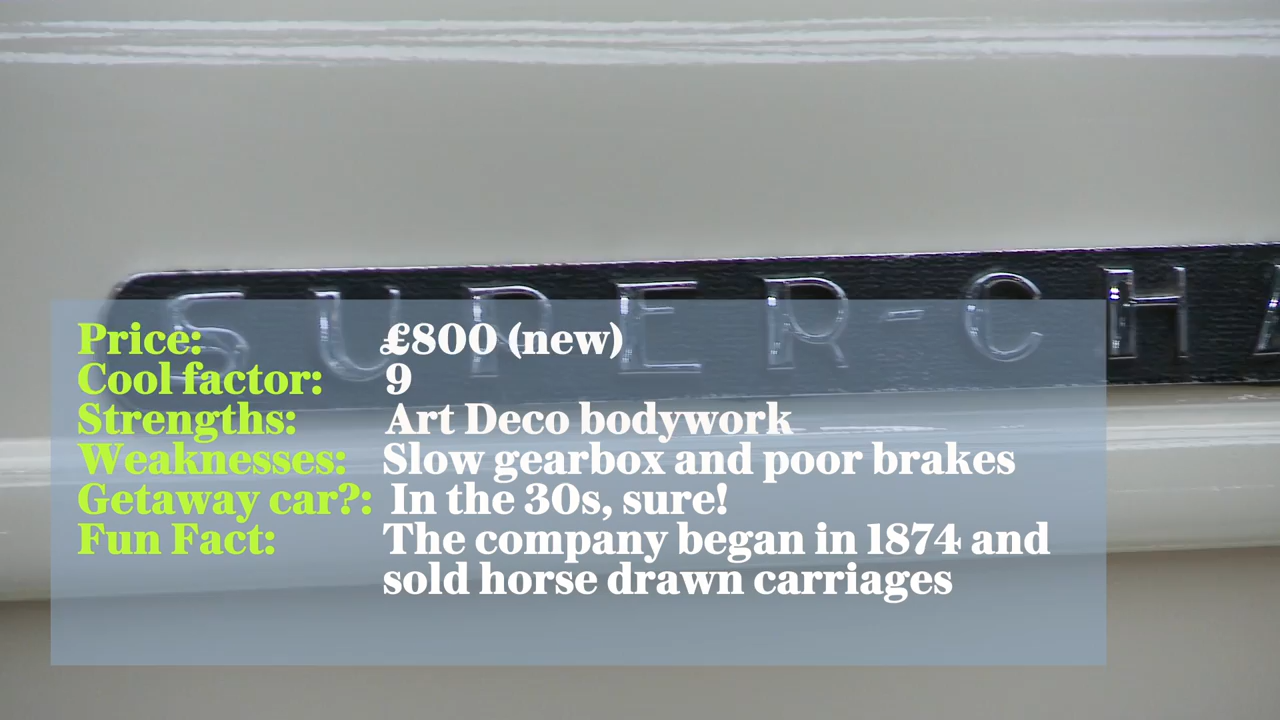 SUPER-CHA
Price: £800 (new)
Cool factor: 9
Strengths: Art Deco bodywork
Weaknesses: Slow gearbox and poor brakes
Getaway car?: In the 30s, sure!
Fun Fact: The company began in 1874 and
sold horse drawn carriages